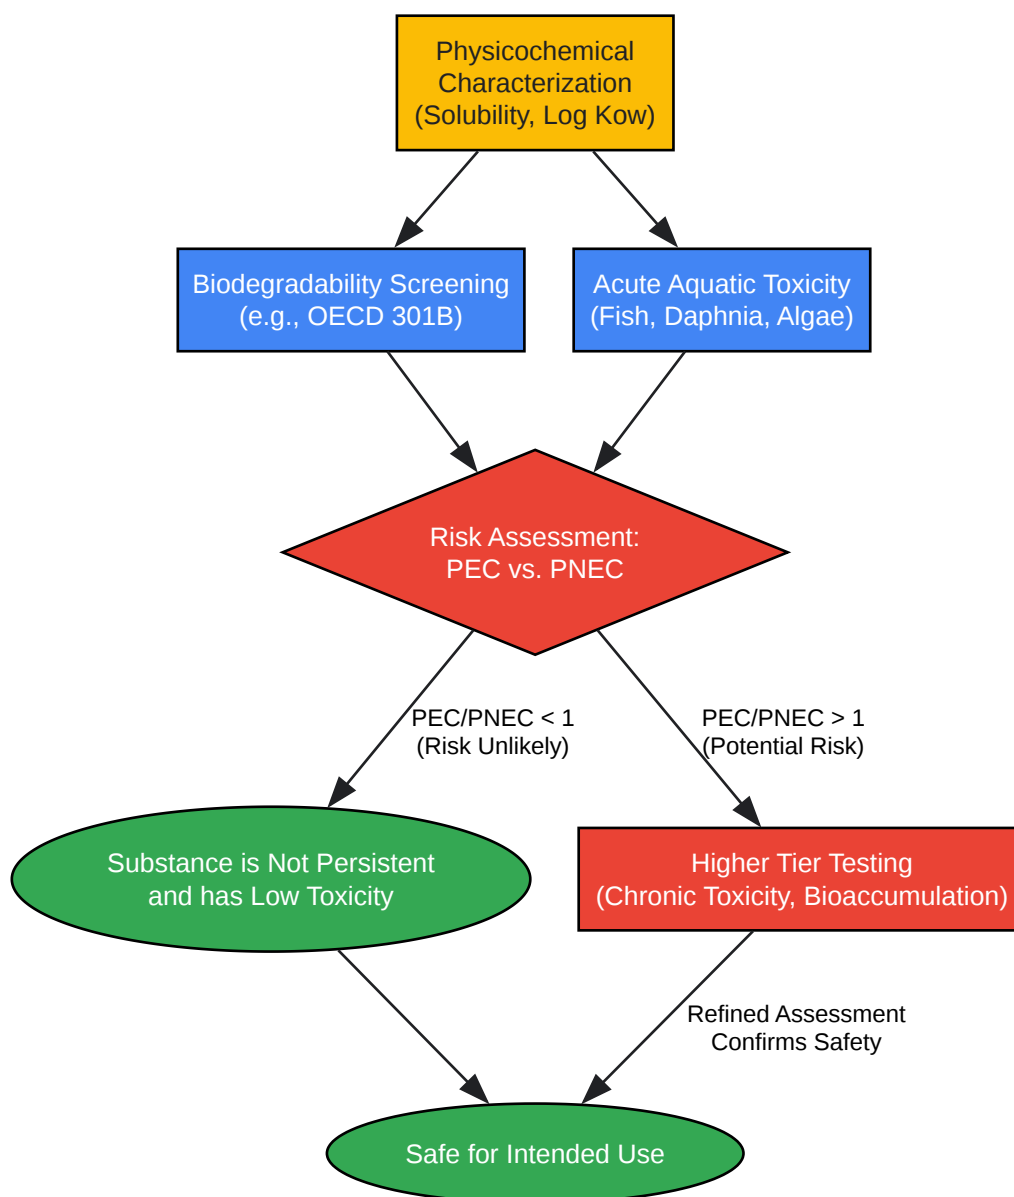 Physicochemical
Characterization
(Solubility, Log Kow)
Biodegradability Screening
(e.g., OECD 301B)
Acute Aquatic Toxicity
(Fish, Daphnia, Algae)
Risk Assessment:
PEC vs. PNEC
PEC/PNEC < 1
(Risk Unlikely)
PEC/PNEC > 1
(Potential Risk)
Substance is Not Persistent
and has Low Toxicity
Higher Tier Testing
(Chronic Toxicity, Bioaccumulation)
Refined Assessment
Confirms Safety
Safe for Intended Use